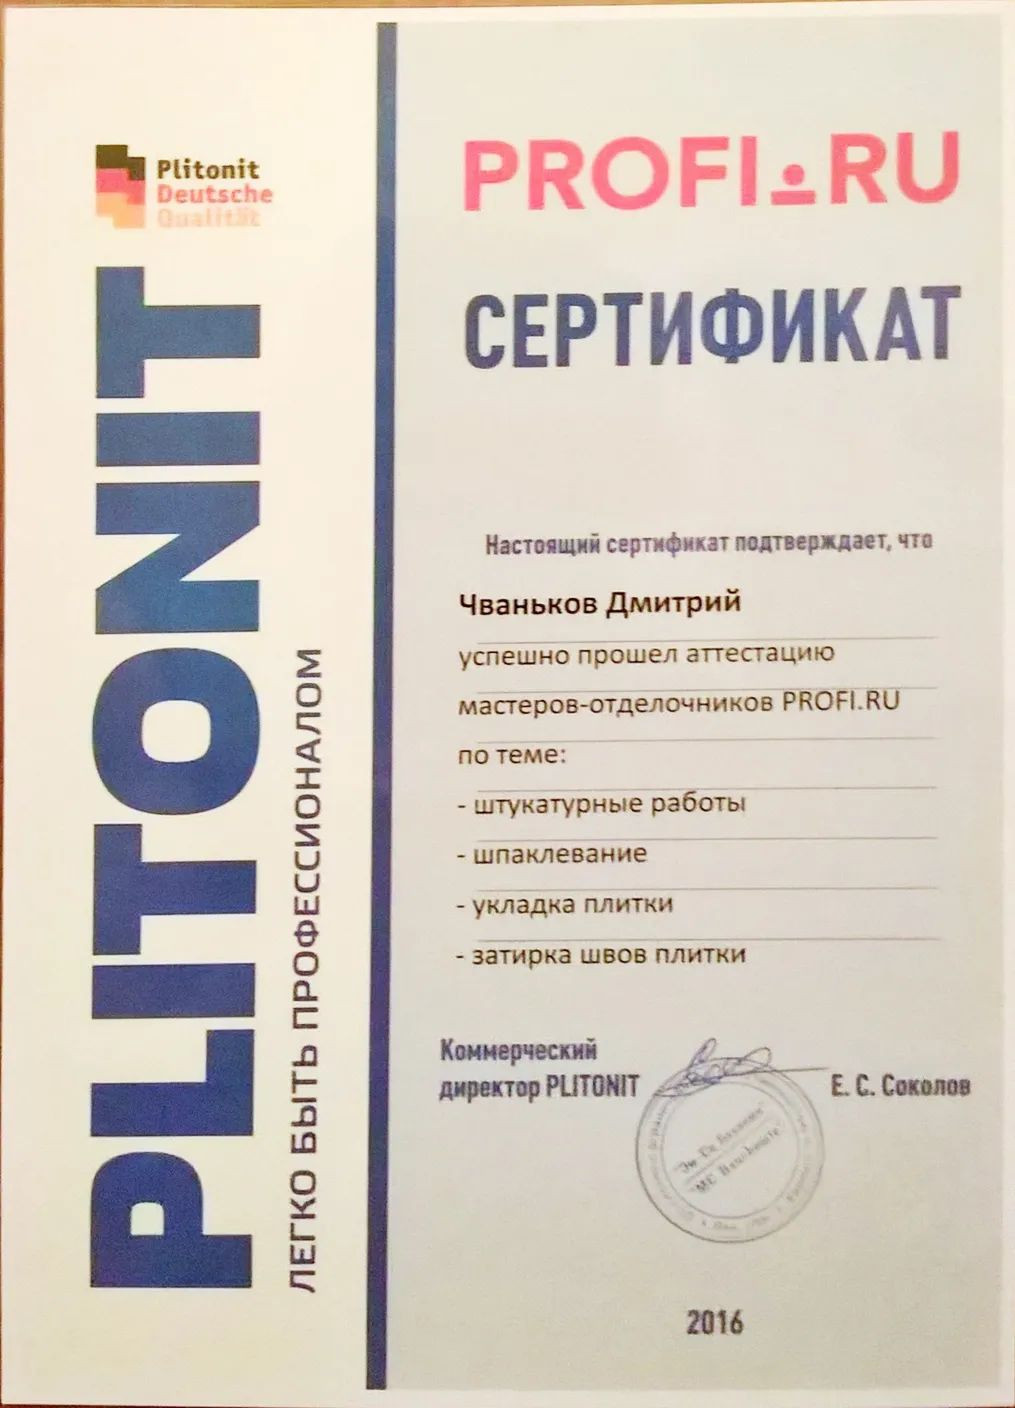 Plitonit
Deutsche
Qualität
PLITONIT
ЛЕГКО БЫТЬ ПРОФЕССИОНАЛОМ
PROFI.RU
СЕРТИФИКАТ
Настоящий сертификат подтверждает, что
Чваньков Дмитрий
успешно прошел аттестацию
мастеров-отделочников PROFI.RU
по теме:
- штукатурные работы
- шпаклевание
- укладка плитки
- затирка швов плитки
Коммерческий
директор PLITONIT
Е. С. Соколов
2016